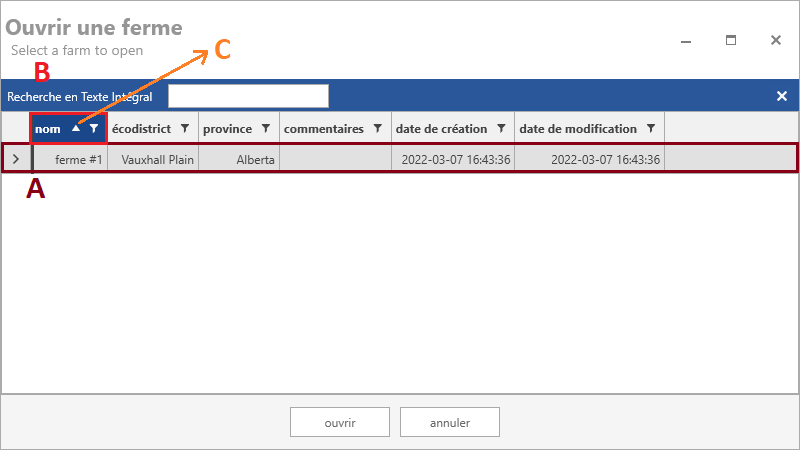 Ouvrir une ferme
Select a farm to open
C
B
Recherche en Texte Intégral
nom écodistrict province commentaires date de création date de modification
ferme #1 Vauxhall Plain Alberta 2022-03-07 16:43:36 2022-03-07 16:43:36
A
ouvrir annuler